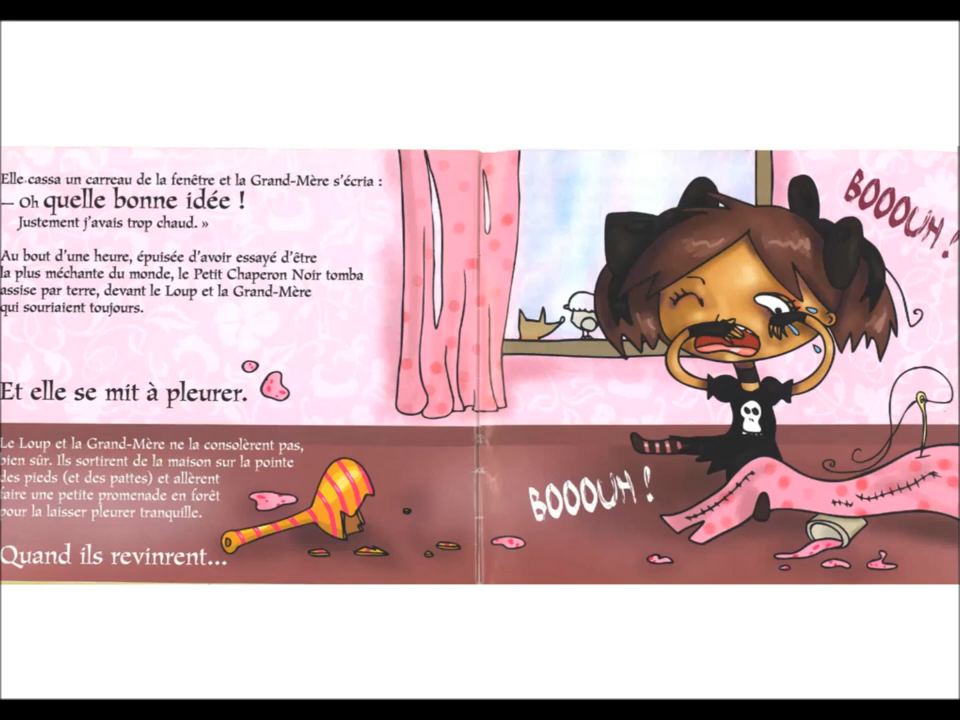 Elle cassa un carreau de la fenêtre et la Grand-Mère s'écria :
— Oh quelle bonne idée !
Justement j'avais trop chaud. »
Au bout d'une heure, épuisée d'avoir essayé d'être
la plus méchante du monde, le Petit Chaperon Noir tomba
assise par terre, devant le Loup et la Grand-Mère
qui souriaient toujours.
Et elle se mit à pleurer.
Le Loup et la Grand-Mère ne la consolèrent pas,
bien sûr. Ils sortirent de la maison sur la pointe
des pieds (et des pattes) et allèrent
faire une petite promenade en forêt
pour la laisser pleurer tranquille.
Quand ils revinrent...
BOOOUH !
BOOOUH !